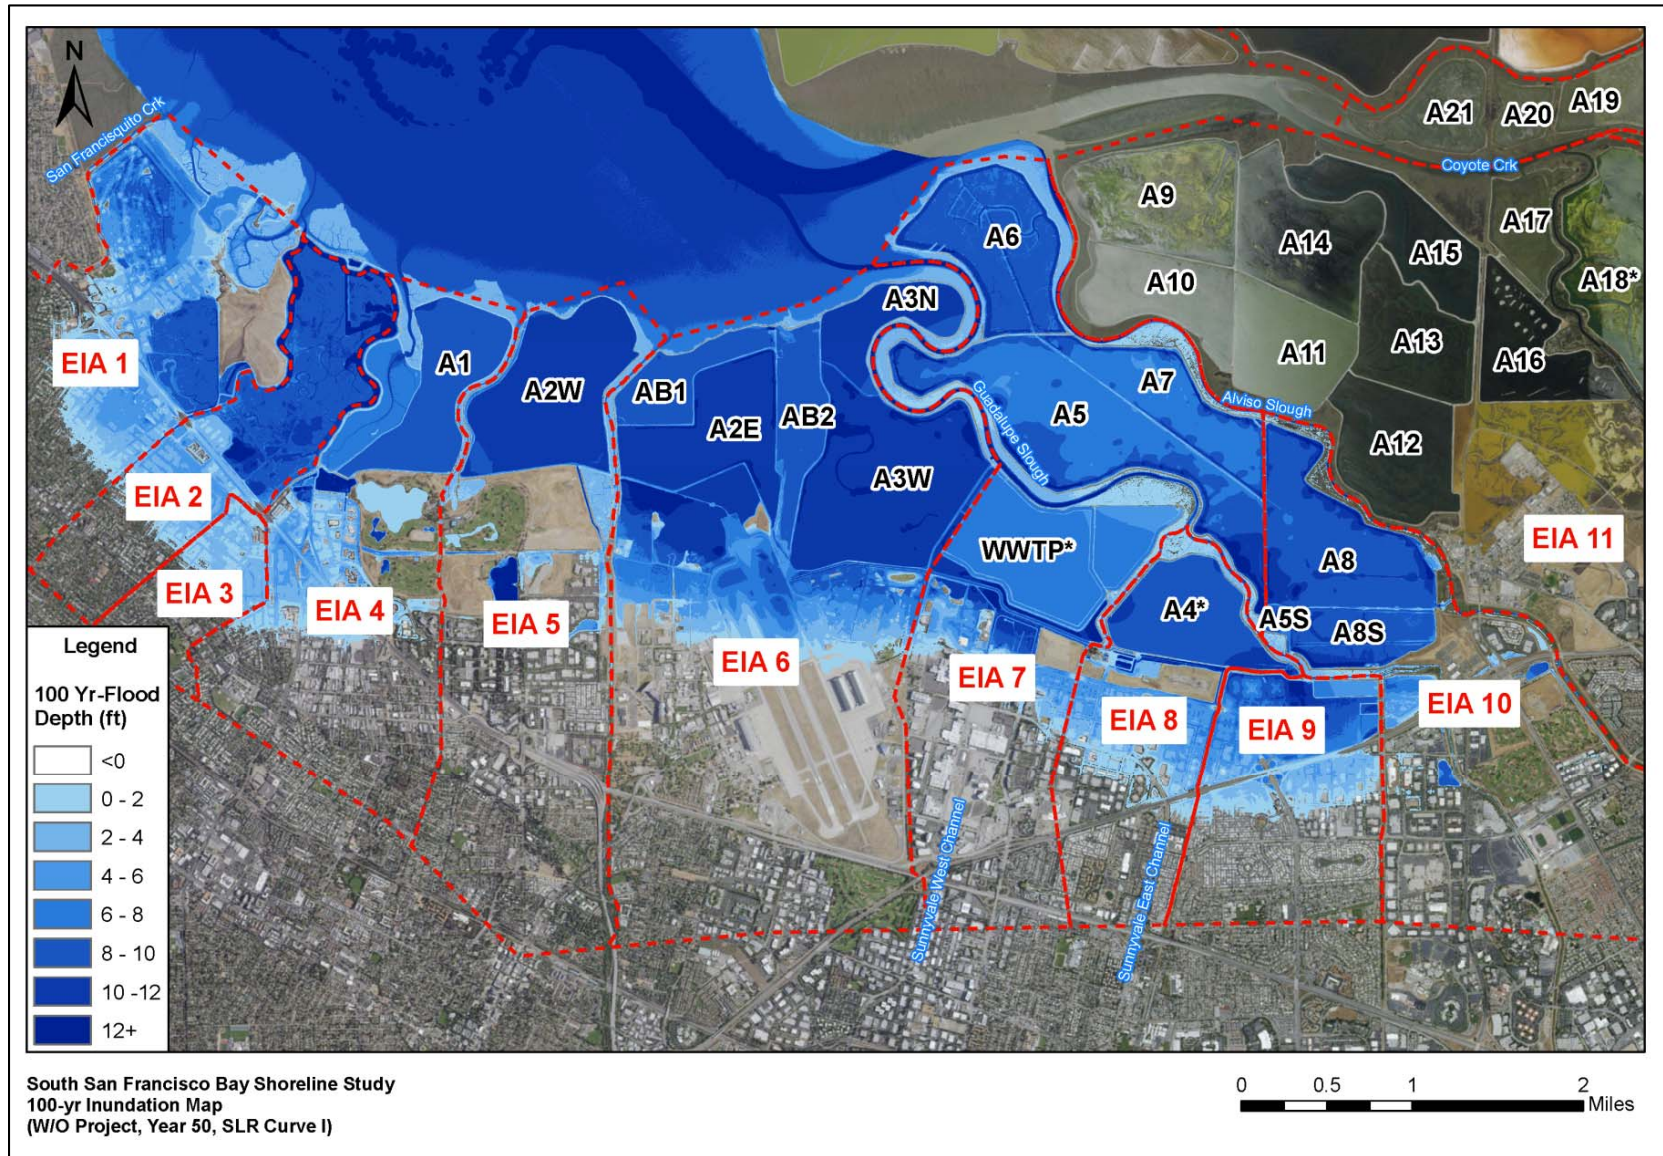 N
San Francisquito Crk
A21
A20
A19
Coyote Crk
A9
A17
A6
A14
A15
A18*
A10
A3N
EIA 1
A1
A2W
AB1
A7
A11
A13
A16
A2E
AB2
A5
Alviso Slough
Guadalupe Slough
A12
EIA 2
A3W
EIA 11
WWTP*
A8
EIA 3
EIA 4
EIA 5
A4*
A5S
A8S
EIA 6
EIA 7
EIA 8
EIA 9
EIA 10
Sunnyvale West Channel
Sunnyvale East Channel
Legend
100 Yr-Flood
Depth (ft)
<0
0 - 2
2 - 4
4 - 6
6 - 8
8 - 10
10 -12
12+
South San Francisco Bay Shoreline Study
100-yr Inundation Map
(W/O Project, Year 50, SLR Curve I)
0 0.5 1 2
Miles